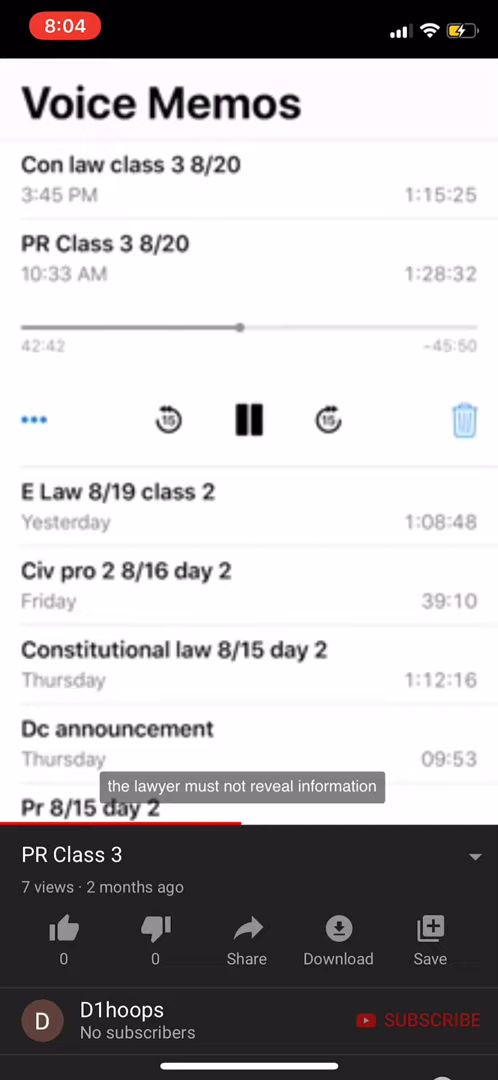 8:04
Voice Memos
Con law class 3 8/20
3:45 PM 1:15:25
PR Class 3 8/20
10:33 AM 1:28:32
42:42 -45:50
15 15
E Law 8/19 class 2
Yesterday 1:08:48
Civ pro 2 8/16 day 2
Friday 39:10
Constitutional law 8/15 day 2
Thursday 1:12:16
Dc announcement
Thursday 09:53
the lawyer must not reveal information
Pr 8/15 day 2
PR Class 3
7 views · 2 months ago
0 0 Share Download Save
D D1hoops
No subscribers
SUBSCRIBE